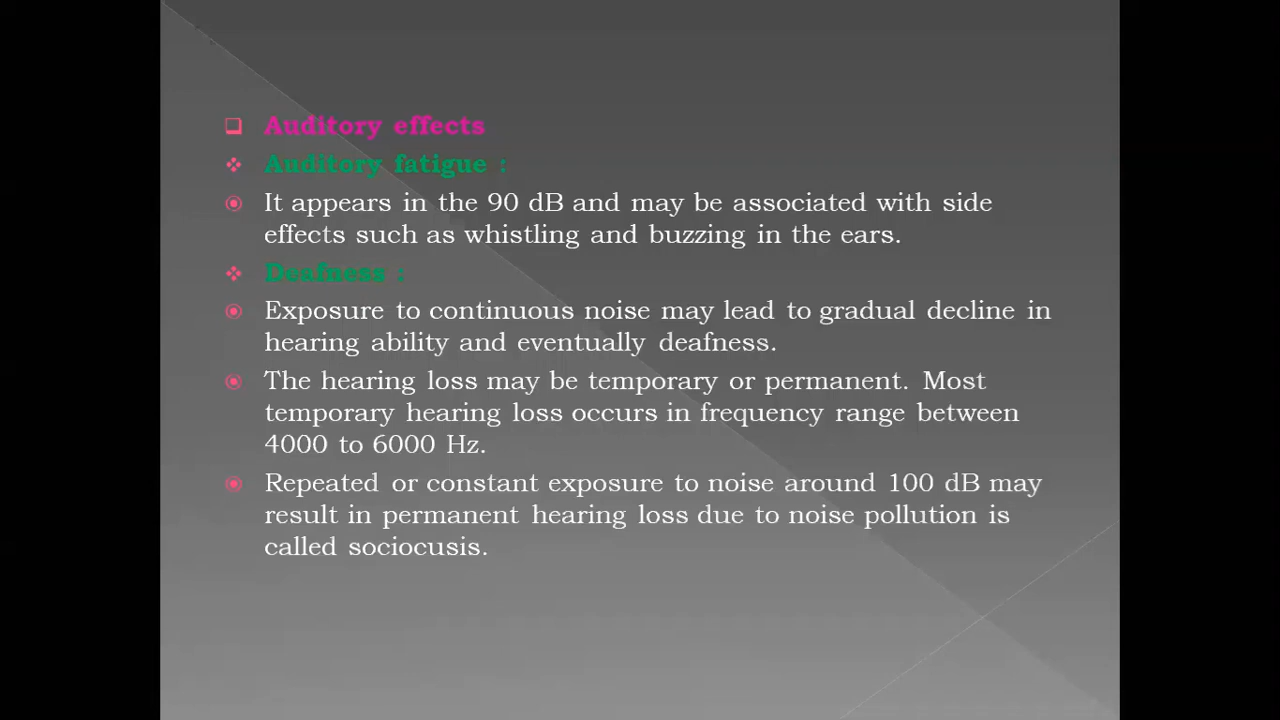 Auditory effects
Auditory fatigue :
It appears in the 90 dB and may be associated with side
effects such as whistling and buzzing in the ears.
Deafness :
Exposure to continuous noise may lead to gradual decline in
hearing ability and eventually deafness.
The hearing loss may be temporary or permanent. Most
temporary hearing loss occurs in frequency range between
4000 to 6000 Hz.
Repeated or constant exposure to noise around 100 dB may
result in permanent hearing loss due to noise pollution is
called sociocusis.